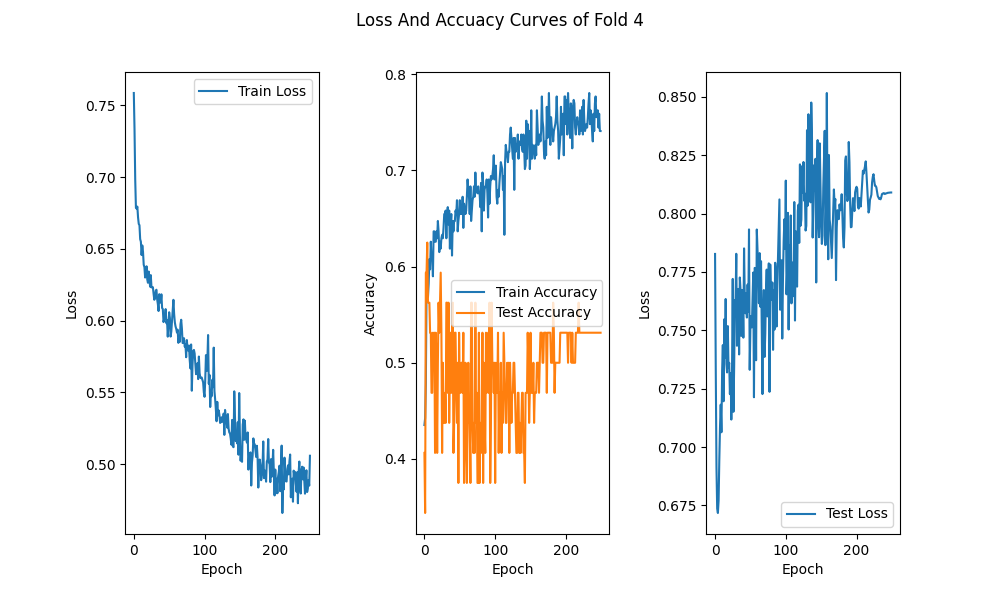 Loss And Accuacy Curves of Fold 4
Train Loss
0.75
0.70
0.65
0.60
0.55
0.50
Loss
0
100
200
Epoch
Train Accuracy
Test Accuracy
0.8
0.7
0.6
0.5
0.4
Accuracy
0
100
200
Epoch
Test Loss
0.850
0.825
0.800
0.775
0.750
0.725
0.700
0.675
Loss
0
100
200
Epoch